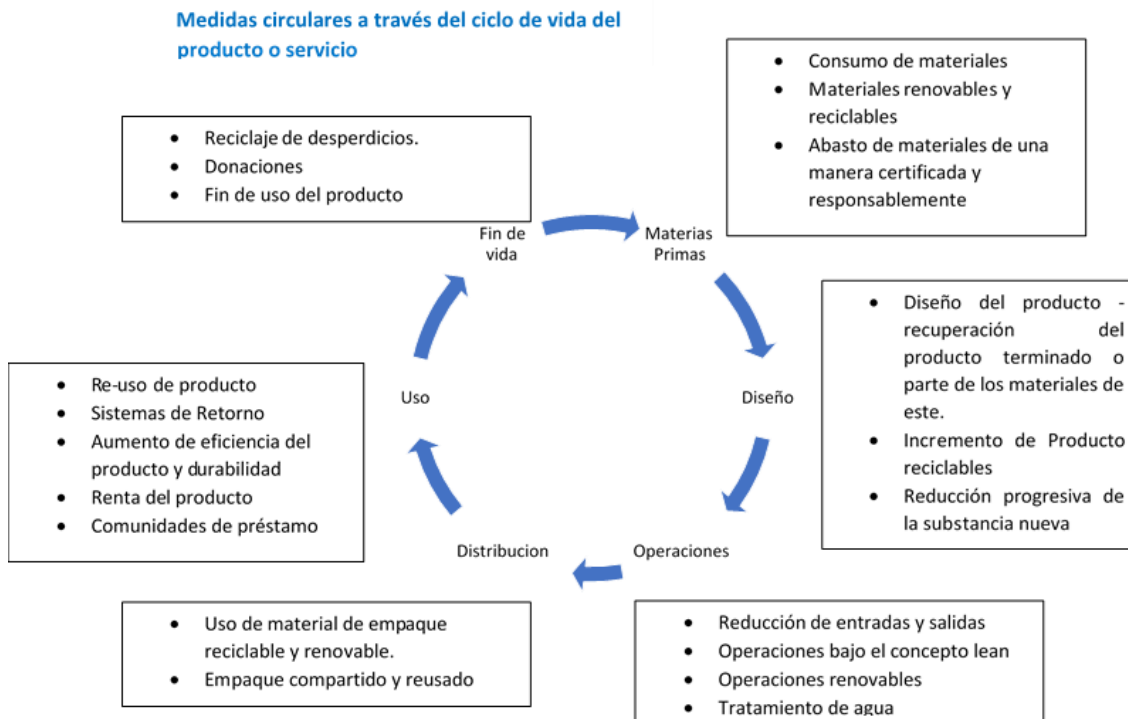 Medidas circulares a través del ciclo de vida del
producto o servicio
• Consumo de materiales
• Materiales renovables y
reciclables
• Abasto de materiales de una
manera certificada y
responsablemente
• Reciclaje de desperdicios.
• Donaciones
• Fin de uso del producto
Fin de
vida
Materias
Primas
• Diseño del producto -
recuperación del
producto terminado o
parte de los materiales de
este.
• Incremento de Producto
reciclables
• Reducción progresiva de
la substancia nueva
• Re-uso de producto
• Sistemas de Retorno
• Aumento de eficiencia del
producto y durabilidad
• Renta del producto
• Comunidades de préstamo
Uso
Diseño
Distribucion
Operaciones
• Uso de material de empaque
reciclable y renovable.
• Empaque compartido y reusado
• Reducción de entradas y salidas
• Operaciones bajo el concepto lean
• Operaciones renovables
• Tratamiento de agua